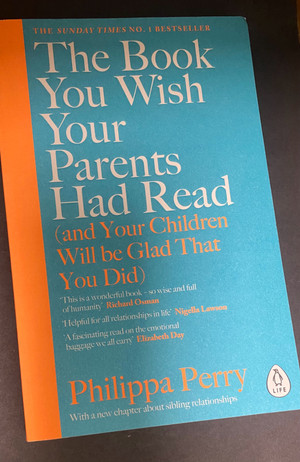 THE SUNDAY TIMES NO. 1 BESTSELLER
The Book
You Wish
Your
Parents
Had Read
(and Your Children
Will be Glad That
You Did)
'This is a wonderful book – so wise and full
of humanity' Richard Osman
'Helpful for all relationships in life' Nigella Lawson
'A fascinating read on the emotional
baggage we all carry' Elizabeth Day
Philippa Perry
With a new chapter about sibling relationships
LIFE